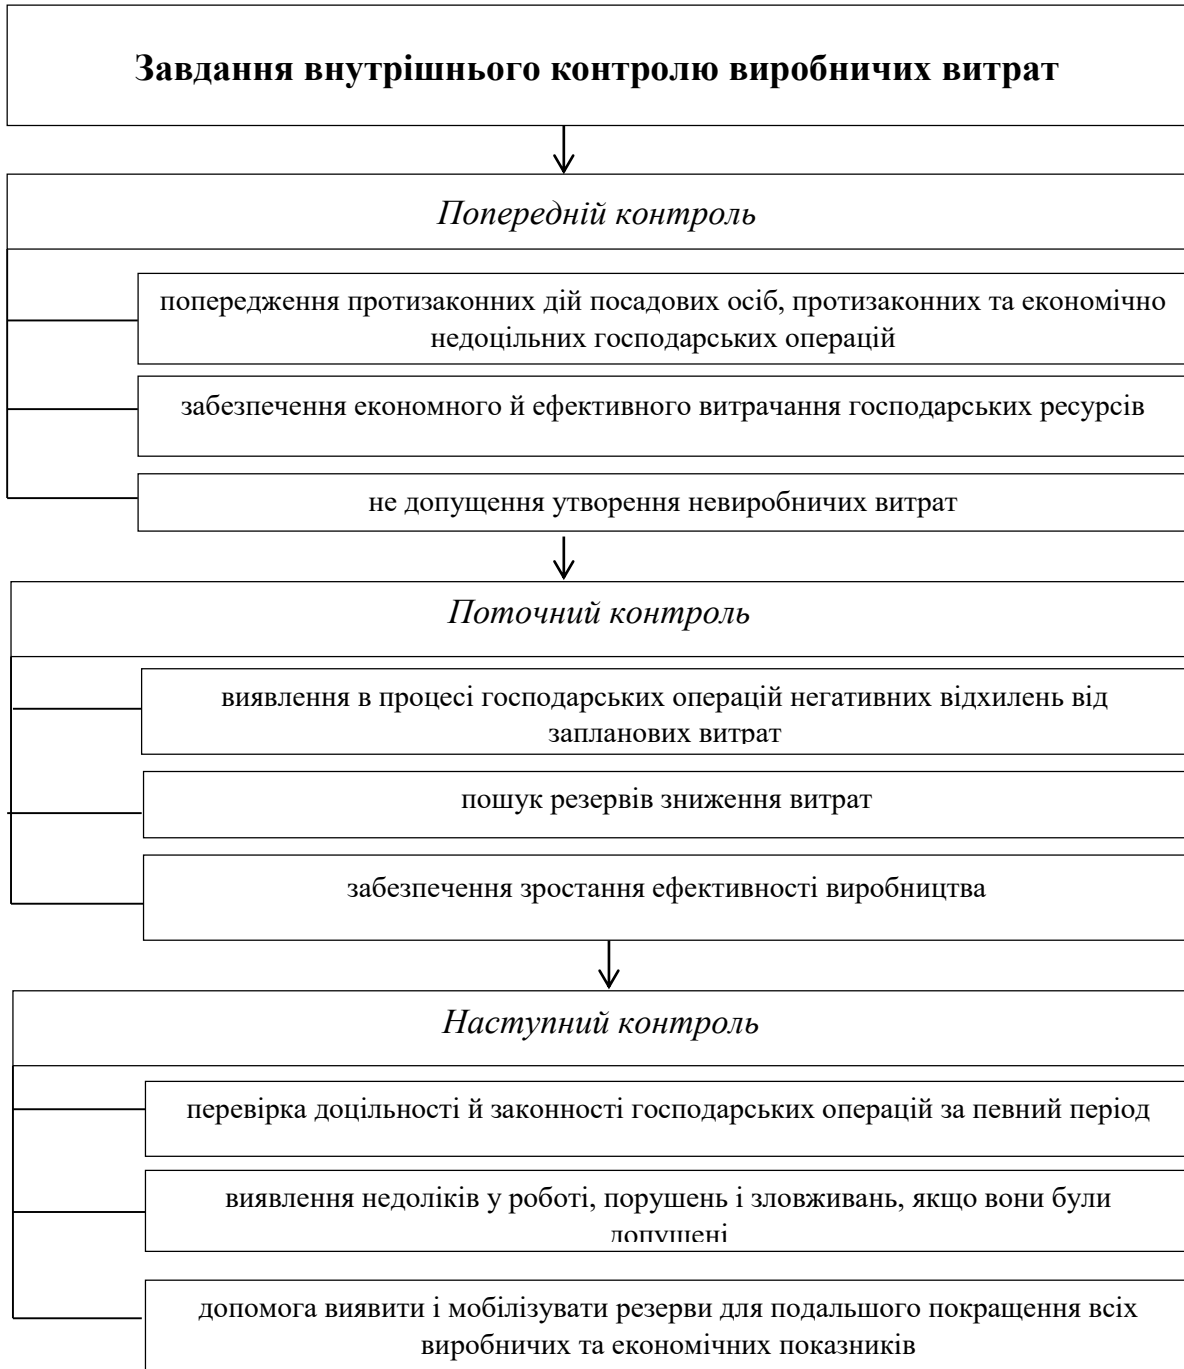 Завдання внутрішнього контролю виробничих витрат
Попередній контроль
попередження протизаконних дій посадових осіб, протизаконних та економічно
недоцільних господарських операцій
забезпечення економного й ефективного витрачання господарських ресурсів
не допущення утворення невиробничих витрат
Поточний контроль
виявлення в процесі господарських операцій негативних відхилень від
запланових витрат
пошук резервів зниження витрат
забезпечення зростання ефективності виробництва
Наступний контроль
перевірка доцільності й законності господарських операцій за певний період
виявлення недоліків у роботі, порушень і зловживань, якщо вони були
допущені
допомога виявити і мобілізувати резерви для подальшого покращення всіх
виробничих та економічних показників